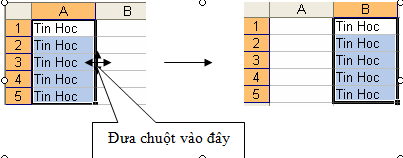 A B A B
1 Tin Hoc 1 Tin Hoc
2 Tin Hoc 2 Tin Hoc
3 Tin Hoc 3 Tin Hoc
4 Tin Hoc 4 Tin Hoc
5 Tin Hoc 5 Tin Hoc
Đưa chuột vào đây